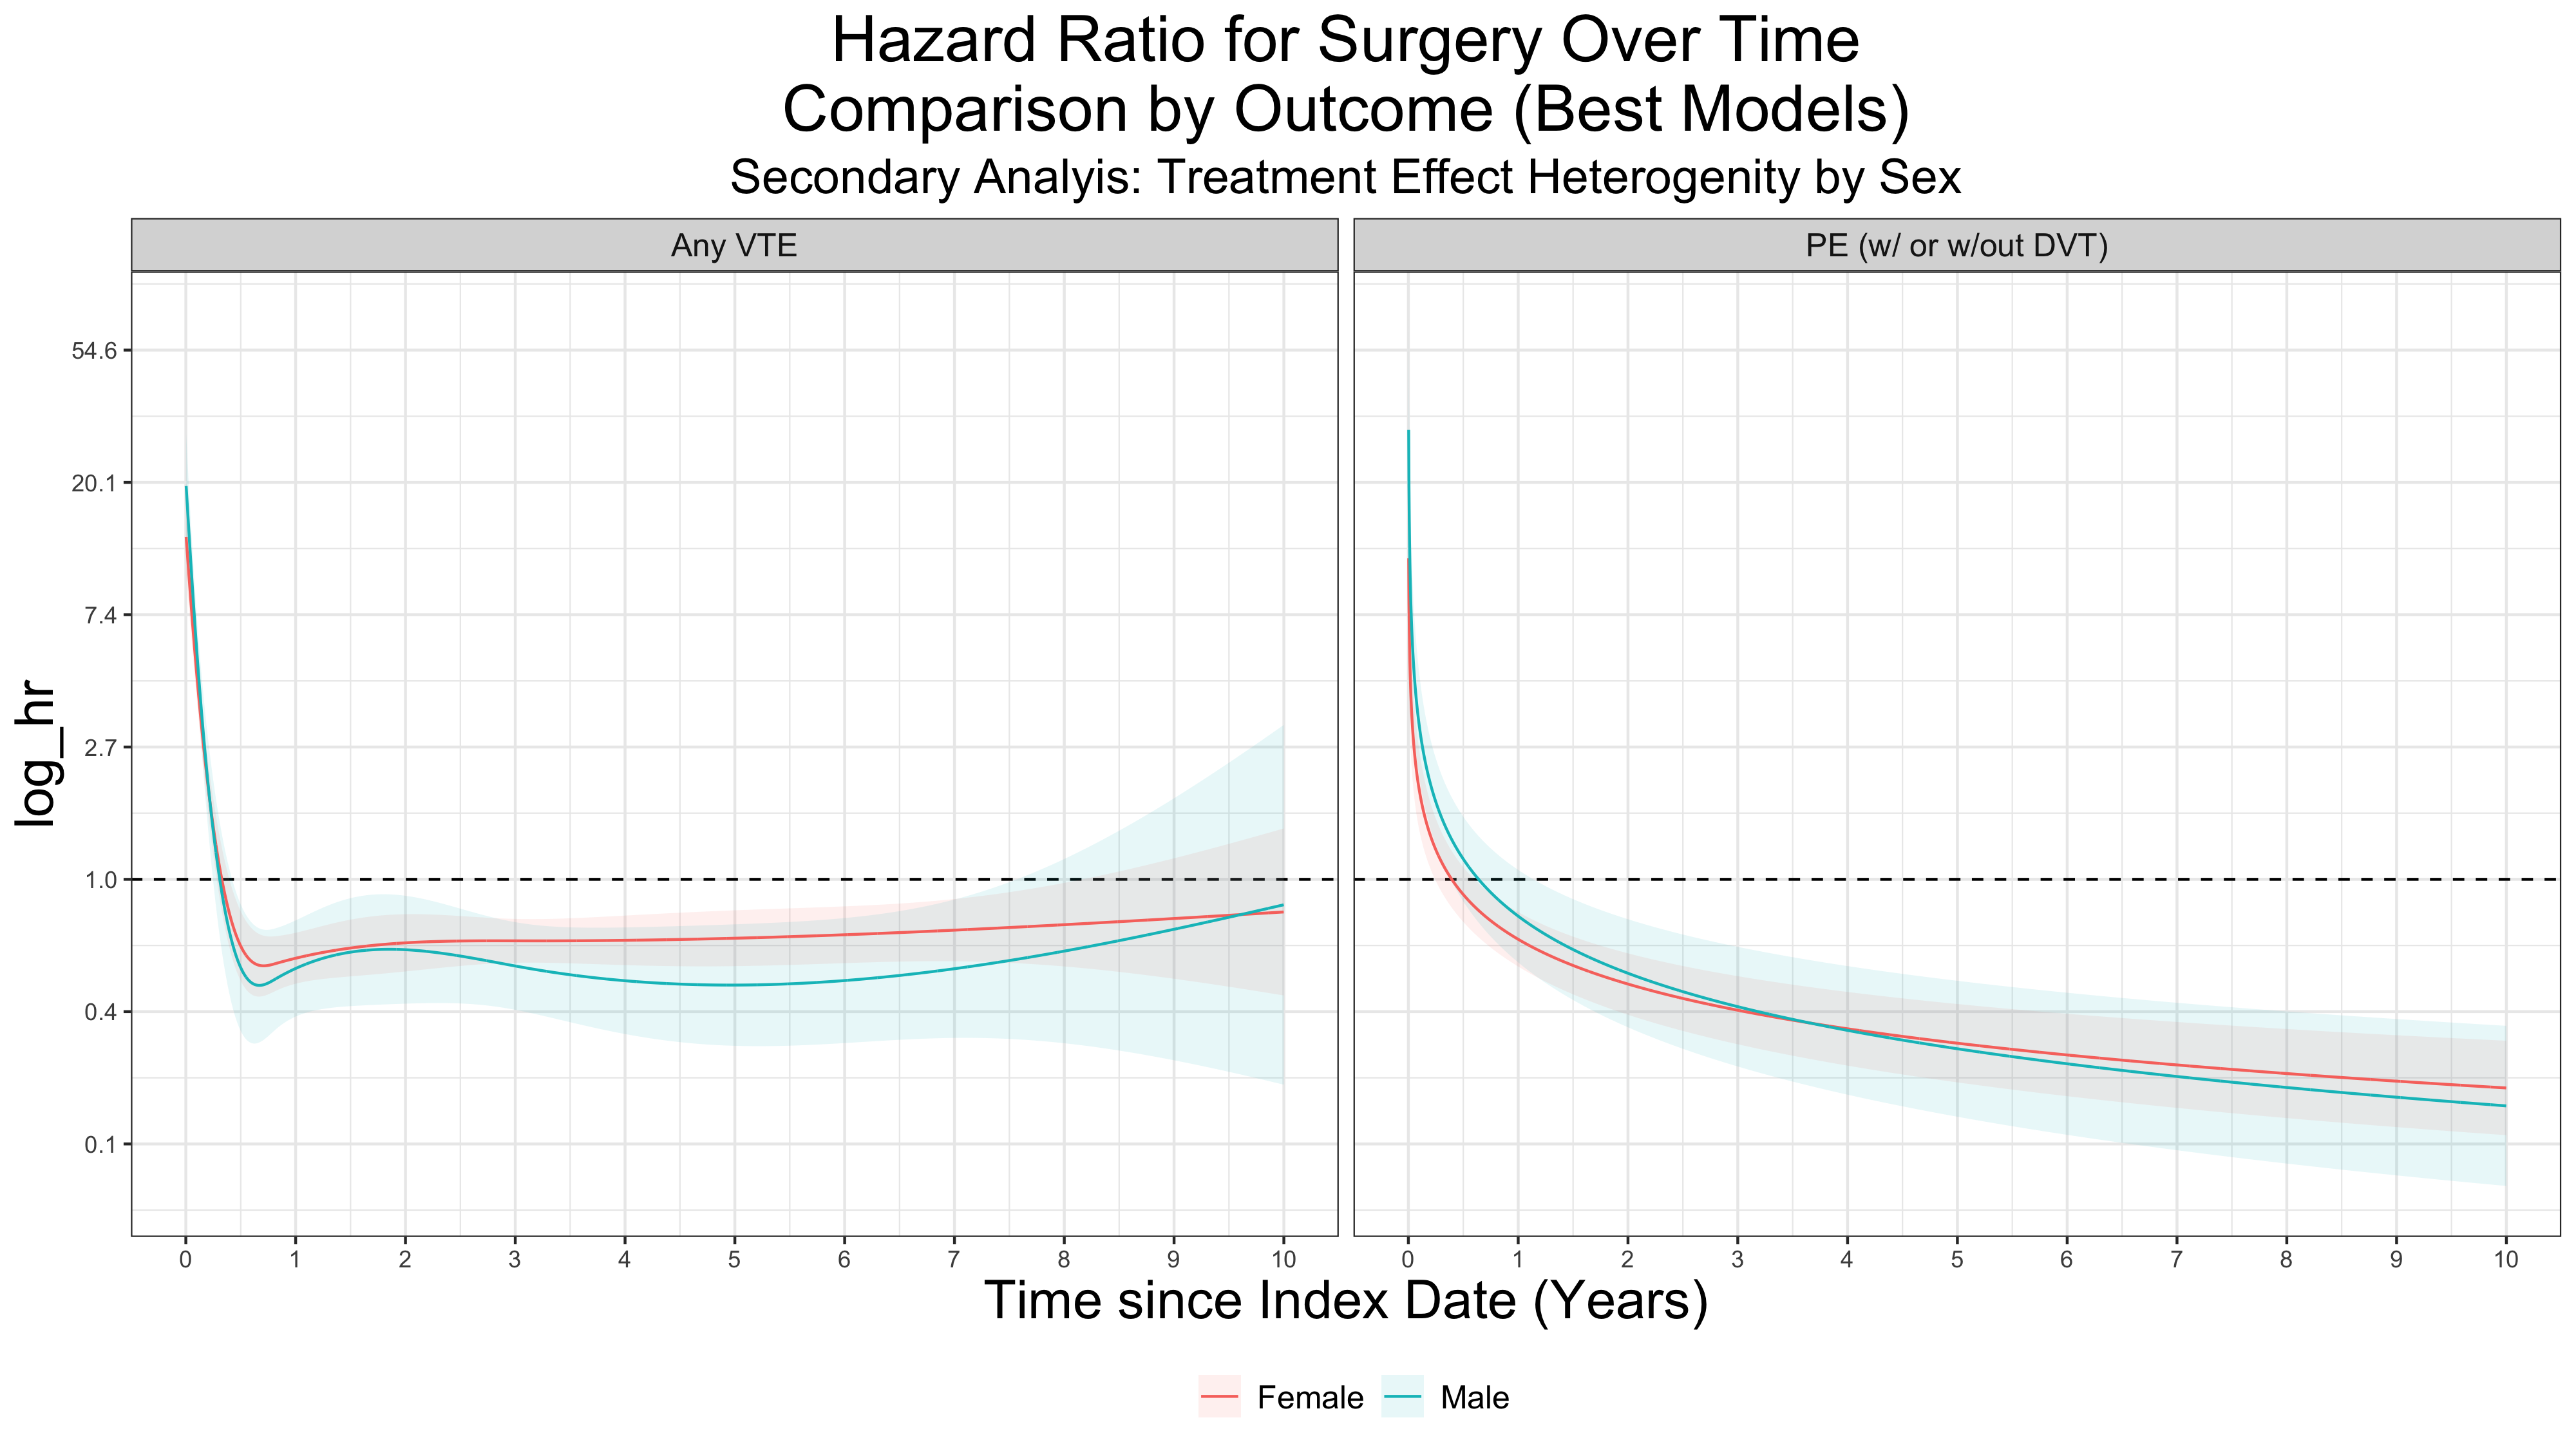 Hazard Ratio for Surgery Over Time
Comparison by Outcome (Best Models)
Secondary Analyis: Treatment Effect Heterogenity by Sex
Any VTE
PE (w/ or w/out DVT)
log_hr
54.6
20.1
7.4
2.7
1.0
0.4
0.1
0 1 2 3 4 5 6 7 8 9 10
0 1 2 3 4 5 6 7 8 9 10
Time since Index Date (Years)
Female Male